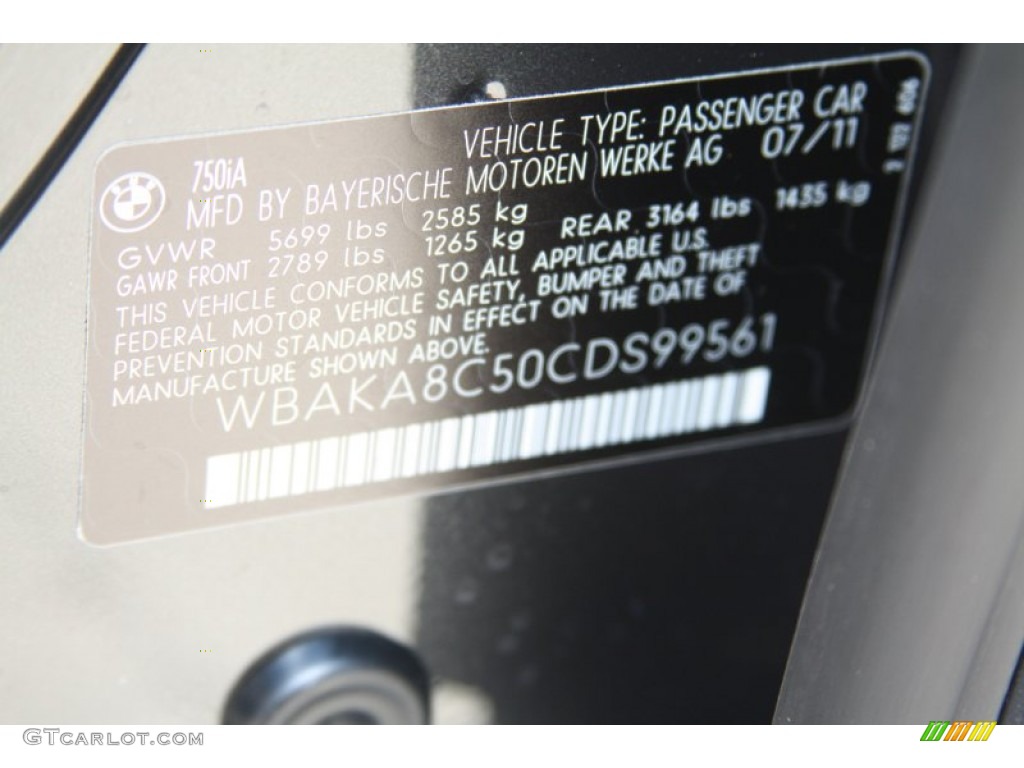 VEHICLE TYPE: PASSENGER CAR
750iA
MFD BY BAYERISCHE MOTOREN WERKE AG 07/11
GVWR 5699 lbs 2585 kg
GAWR FRONT 2789 lbs 1265 kg REAR 3164 lbs 1435 kg
THIS VEHICLE CONFORMS TO ALL APPLICABLE U.S.
FEDERAL MOTOR VEHICLE SAFETY, BUMPER AND THEFT
PREVENTION STANDARDS IN EFFECT ON THE DATE OF
MANUFACTURE SHOWN ABOVE.
WBAKA8C50CDS99561
GTCARLOT.COM